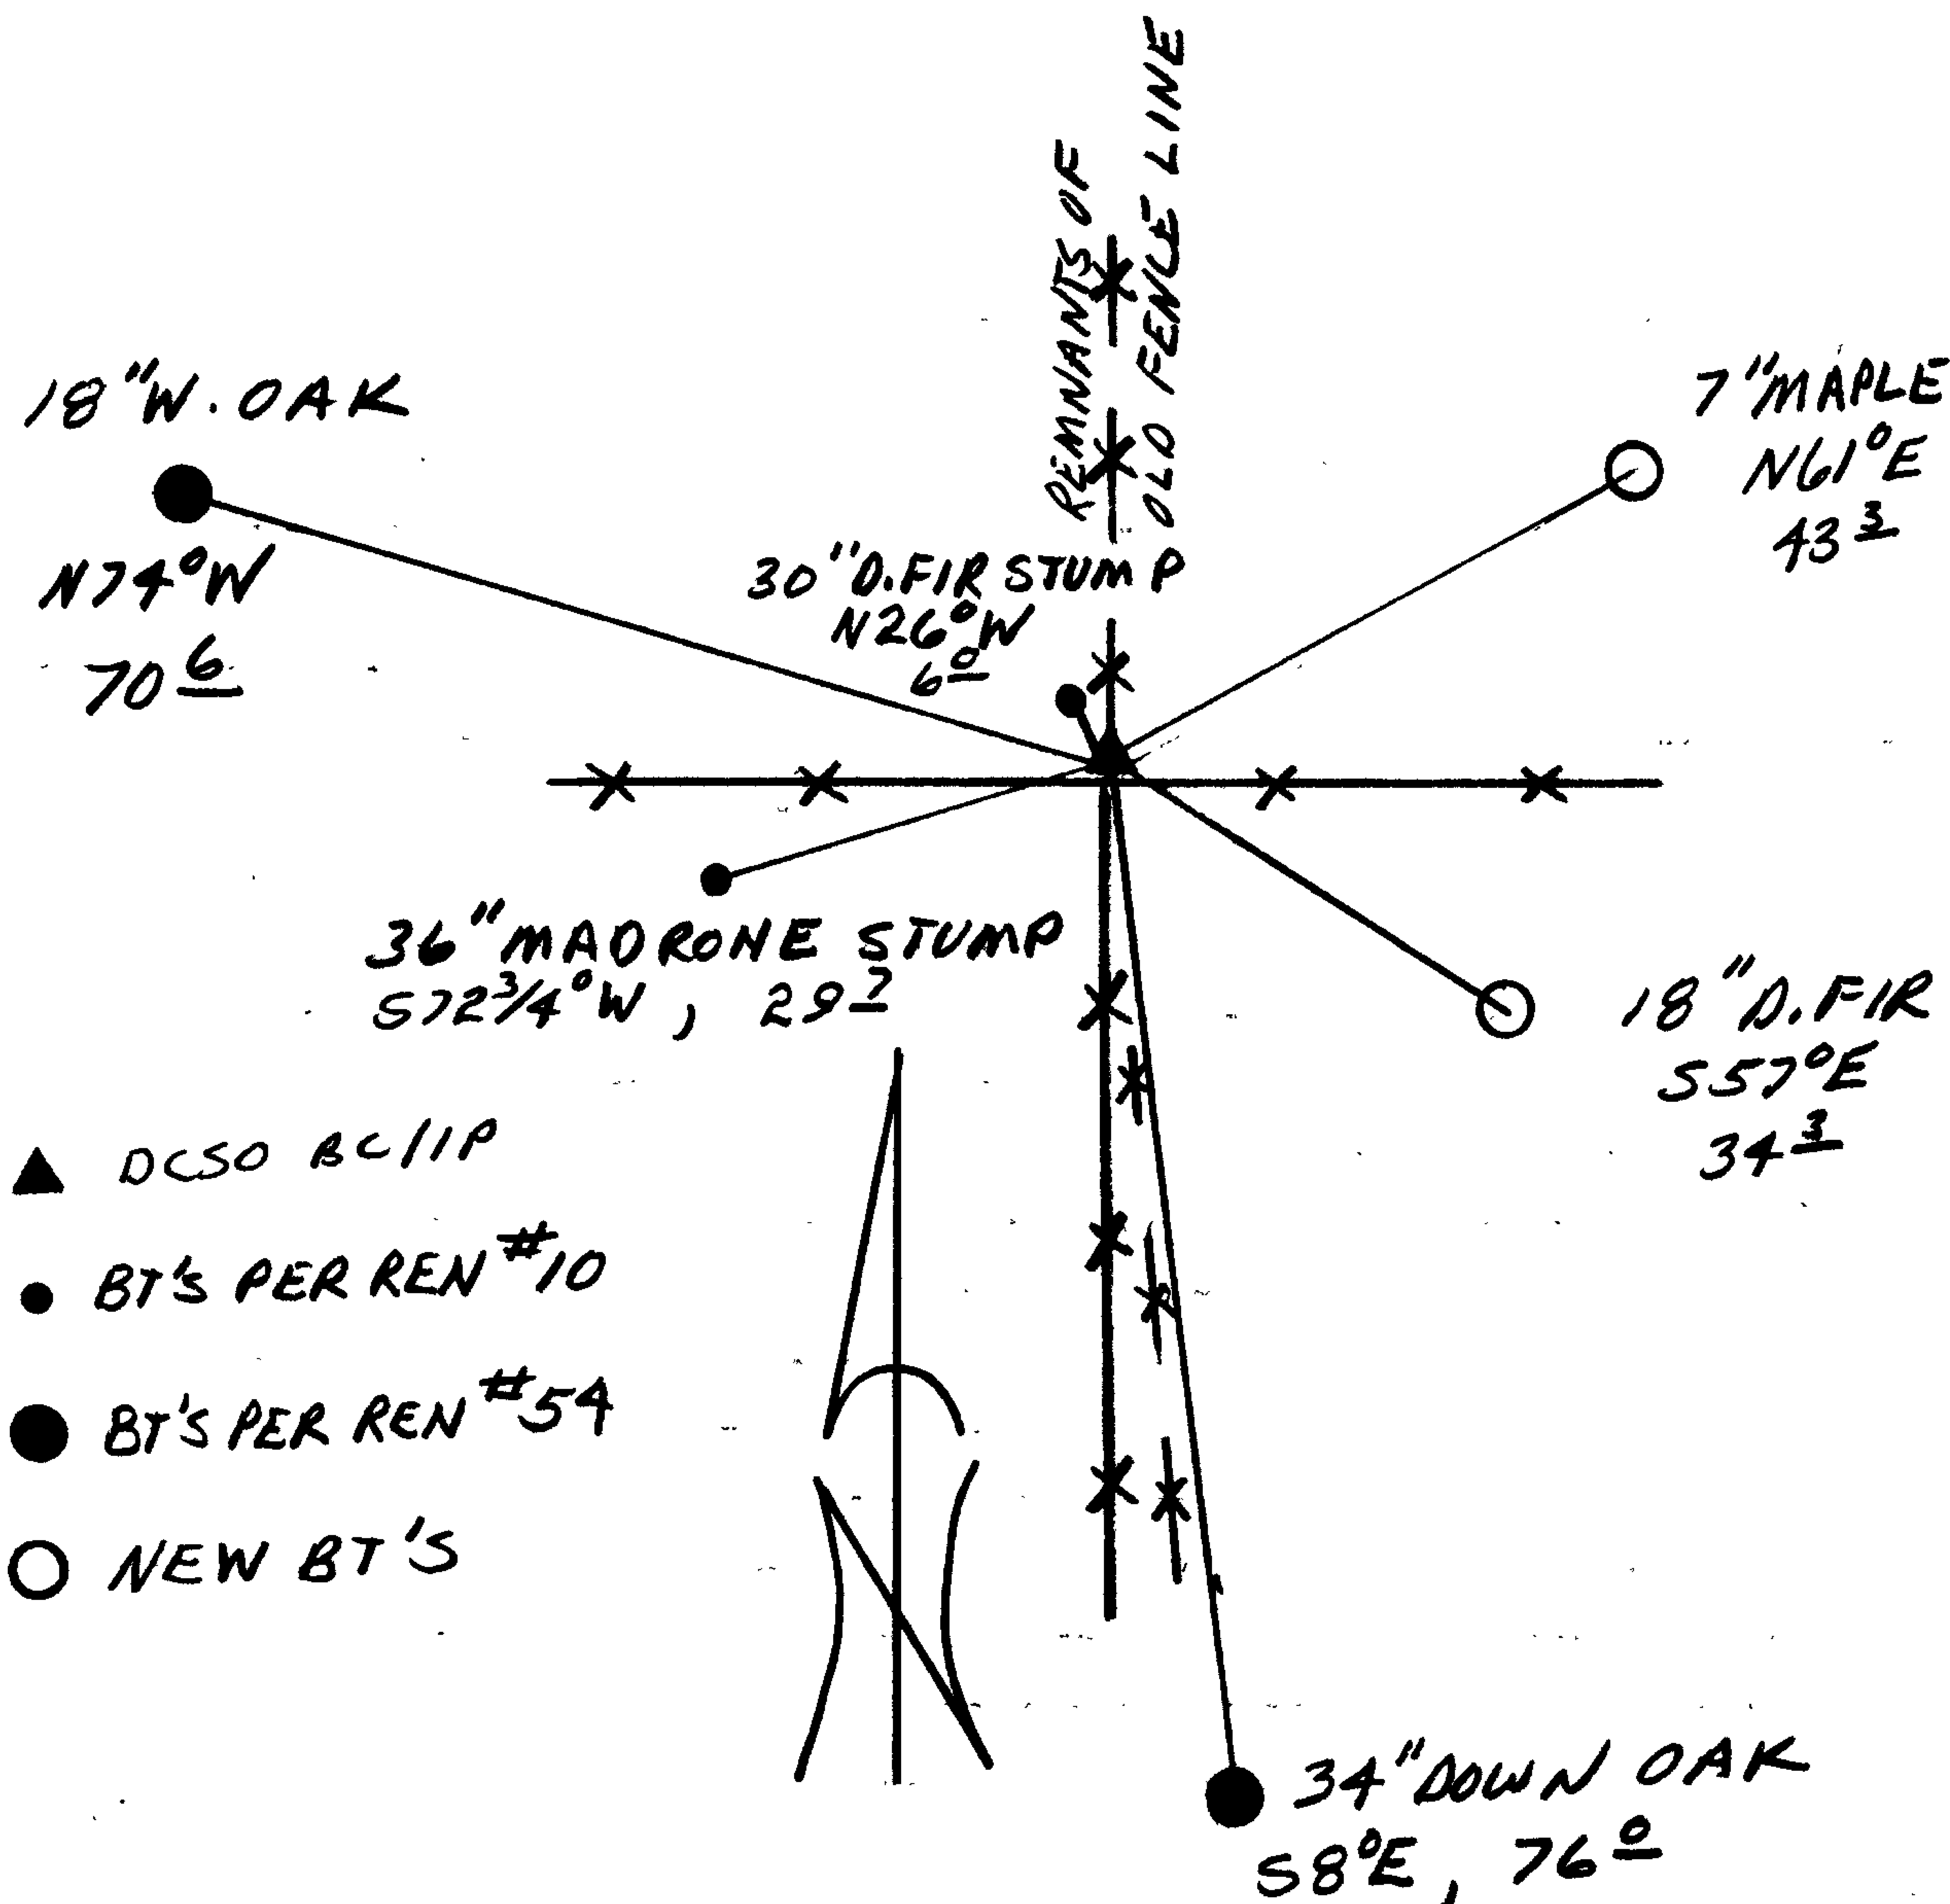 REMNANTS OF
OLD FENCE LINE
18" W. OAK
N74°W
70 6
30" D. FIR STUMP
N26°W
6 0
7" MAPLE
N61°E
43 3
36" MADRONE STUMP
S72 3/4°W, 29 7
18" D. FIR
S57°E
34 3
▲ DCSO BC/IP
● BT'S PER REN #10
● BT'S PER REN #54
○ NEW BT'S
N
34" DOWN OAK
S8°E, 76 0